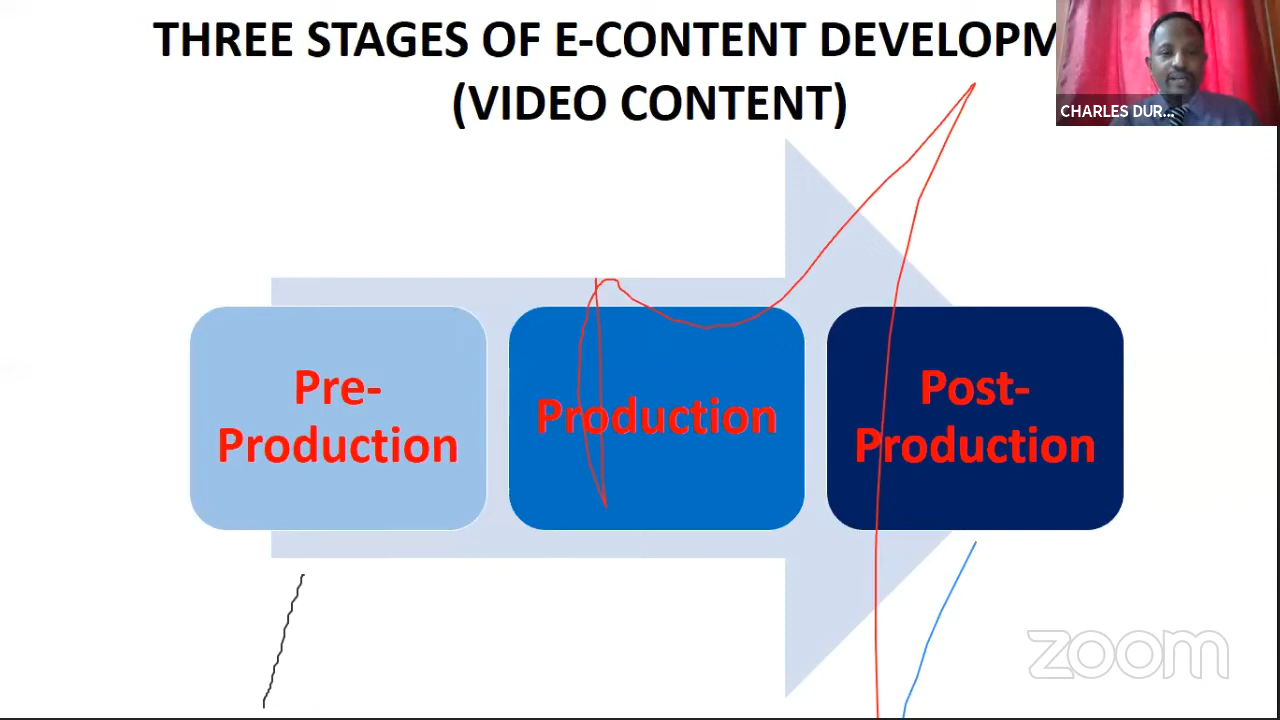 THREE STAGES OF E-CONTENT DEVELOPM
(VIDEO CONTENT)
CHARLES DUR...
Pre-
Production
Production
Post-
Production
zoom